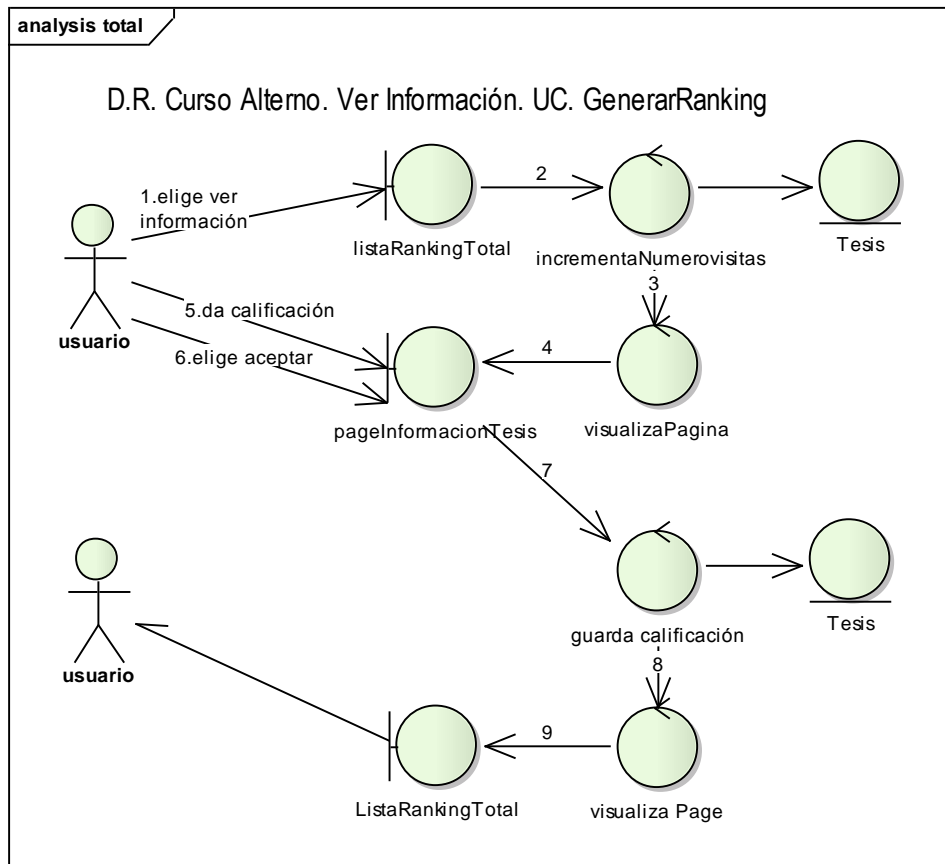 analysis total
D.R. Curso Alterno. Ver Información. UC. GenerarRanking
1.elige ver
información
2
listaRankingTotal
incrementaNumerovisitas
Tesis
3
5.da calificación
usuario
6.elige aceptar
4
pageInformacionTesis
visualizaPagina
7
guarda calificación
Tesis
8
usuario
9
ListaRankingTotal
visualiza Page